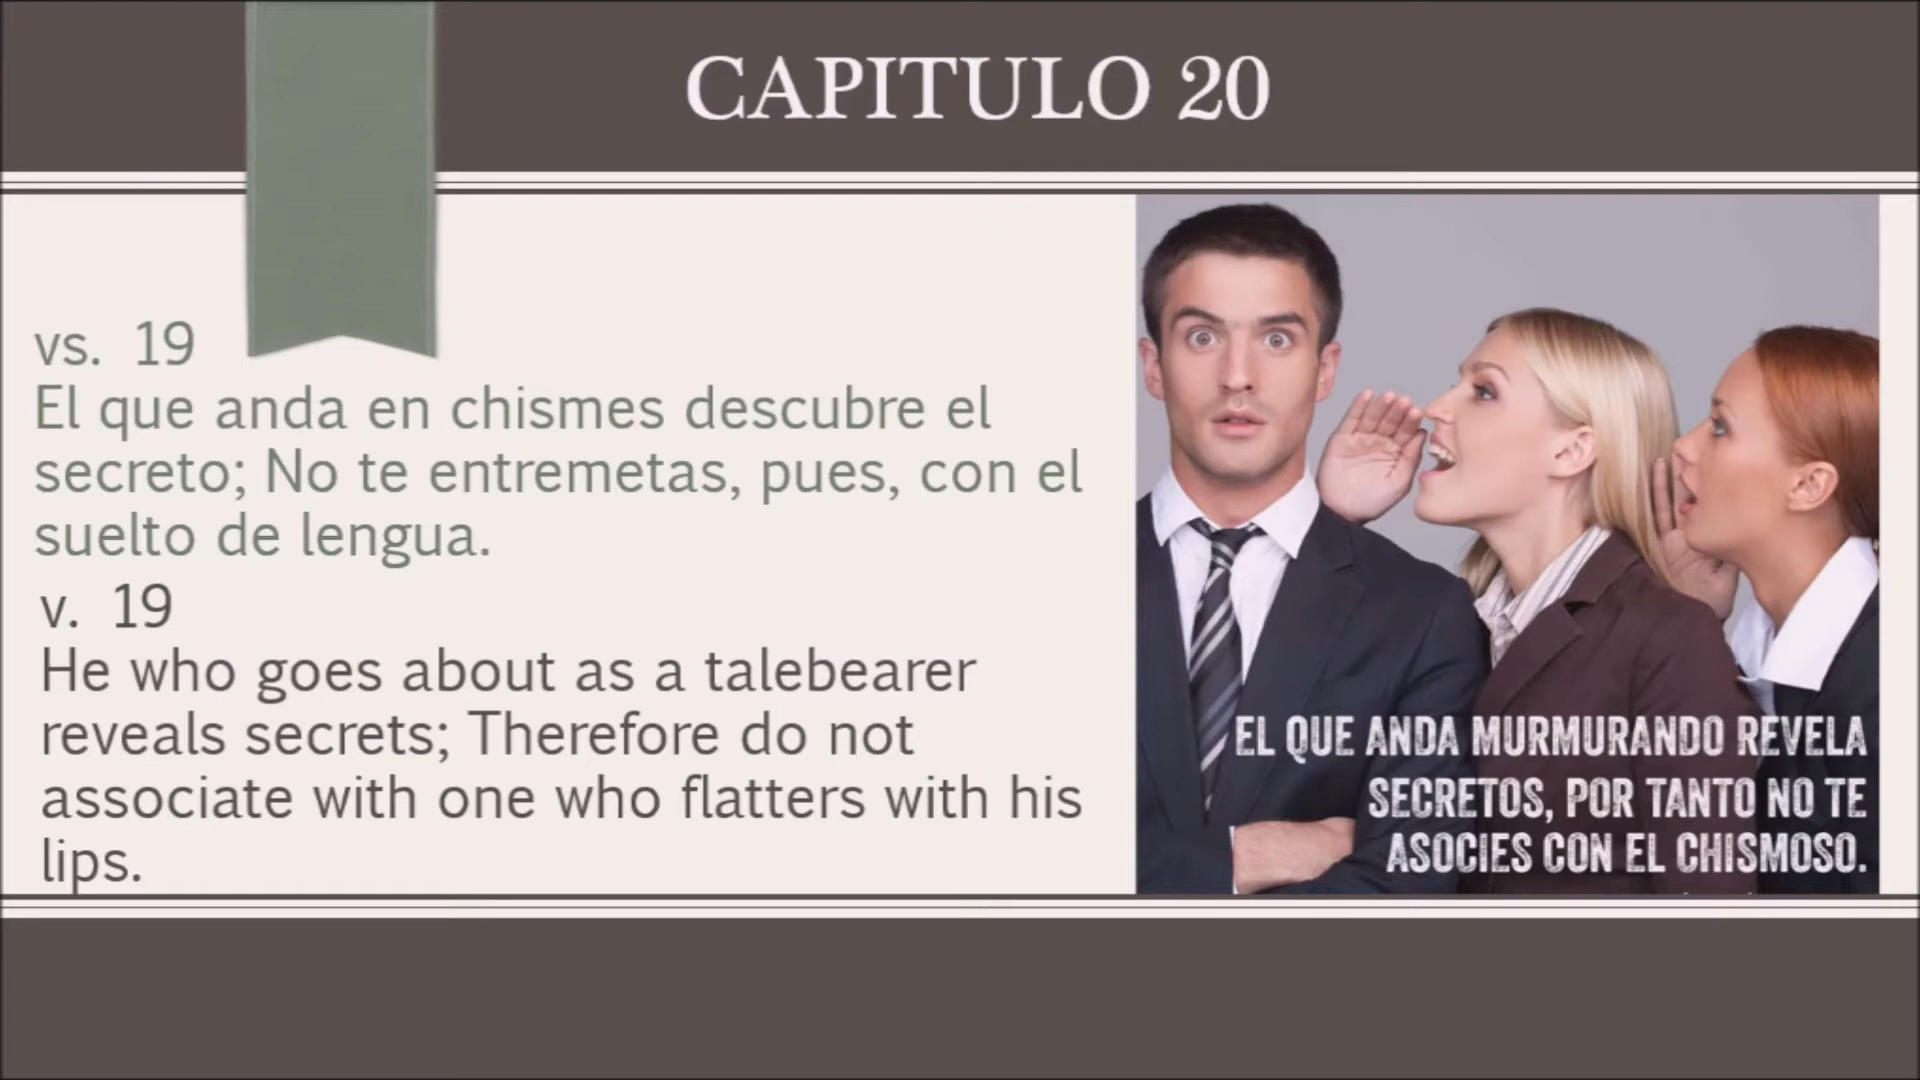 CAPITULO 20
vs. 19
El que anda en chismes descubre el
secreto; No te entremetas, pues, con el
suelto de lengua.
v. 19
He who goes about as a talebearer
reveals secrets; Therefore do not
associate with one who flatters with his
lips.
EL QUE ANDA MURMURANDO REVELA
SECRETOS, POR TANTO NO TE
ASOCIES CON EL CHISMOSO.